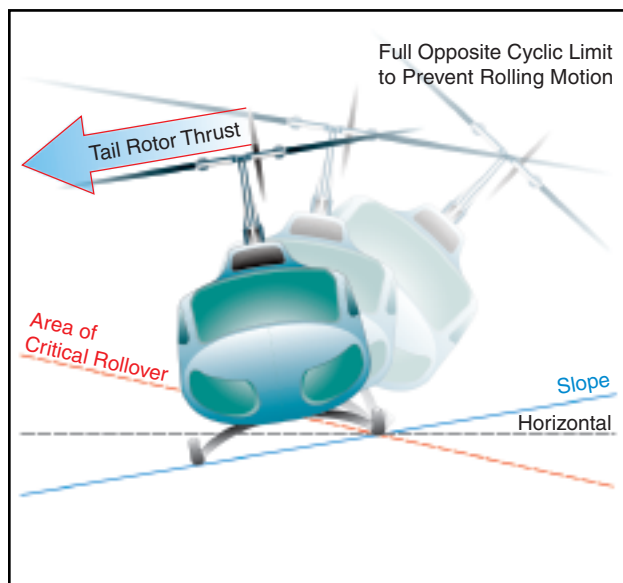 Full Opposite Cyclic Limit
to Prevent Rolling Motion
Tail Rotor Thrust
Area of
Critical Rollover
Slope
Horizontal